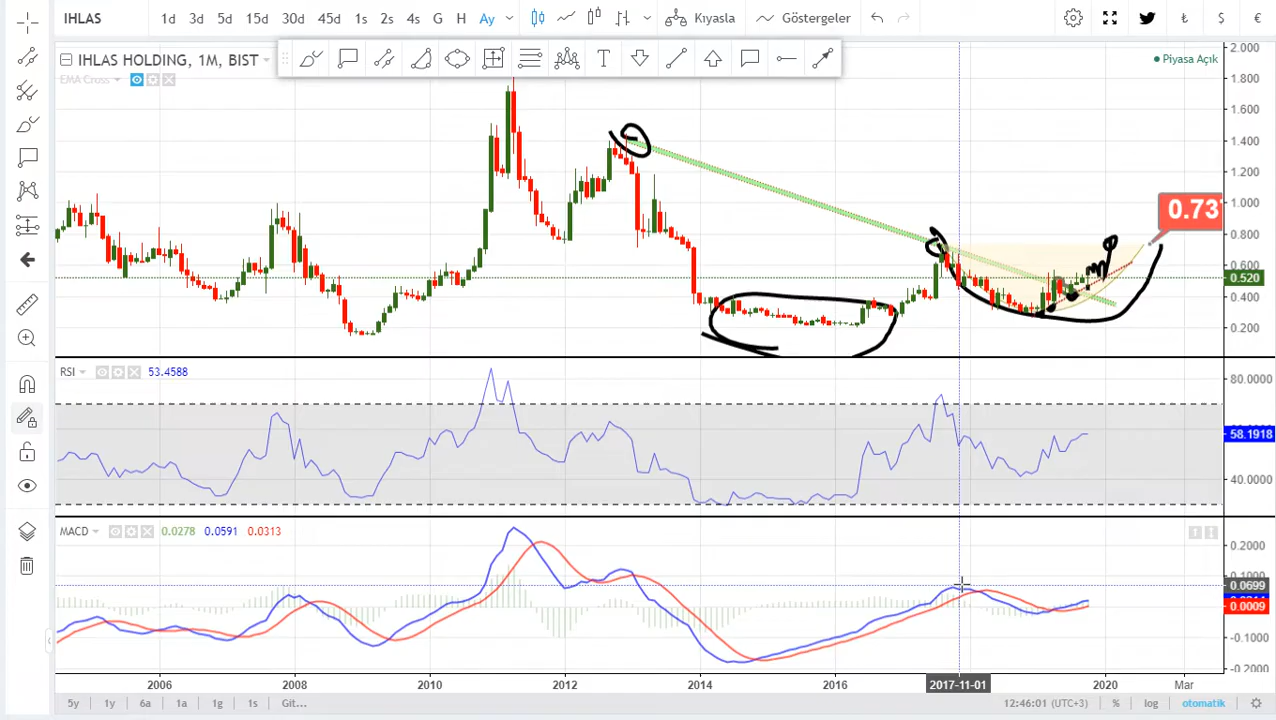 IHLAS 1d 3d 5d 15d 30d 45d 1s 2s 4s G H Ay Kıyasla Göstergeler ₺ $ €
IHLAS HOLDING, 1M, BIST
Piyasa Açık
EMA Cross
2.000
1.800
1.600
1.400
1.200
1.000
0.800
0.600
0.520
0.400
0.200
0.73
RSI 53.4588
80.0000
58.1918
40.0000
MACD 0.0278 0.0591 0.0313
0.2000
0.1000
0.0699
0.0009
-0.1000
-0.2000
2006 2008 2010 2012 2014 2016 2017-11-01 2020 Mar
5y 1y 6a 1a 1g 1s Git... 12:46:01 (UTC+3) % log otomatik